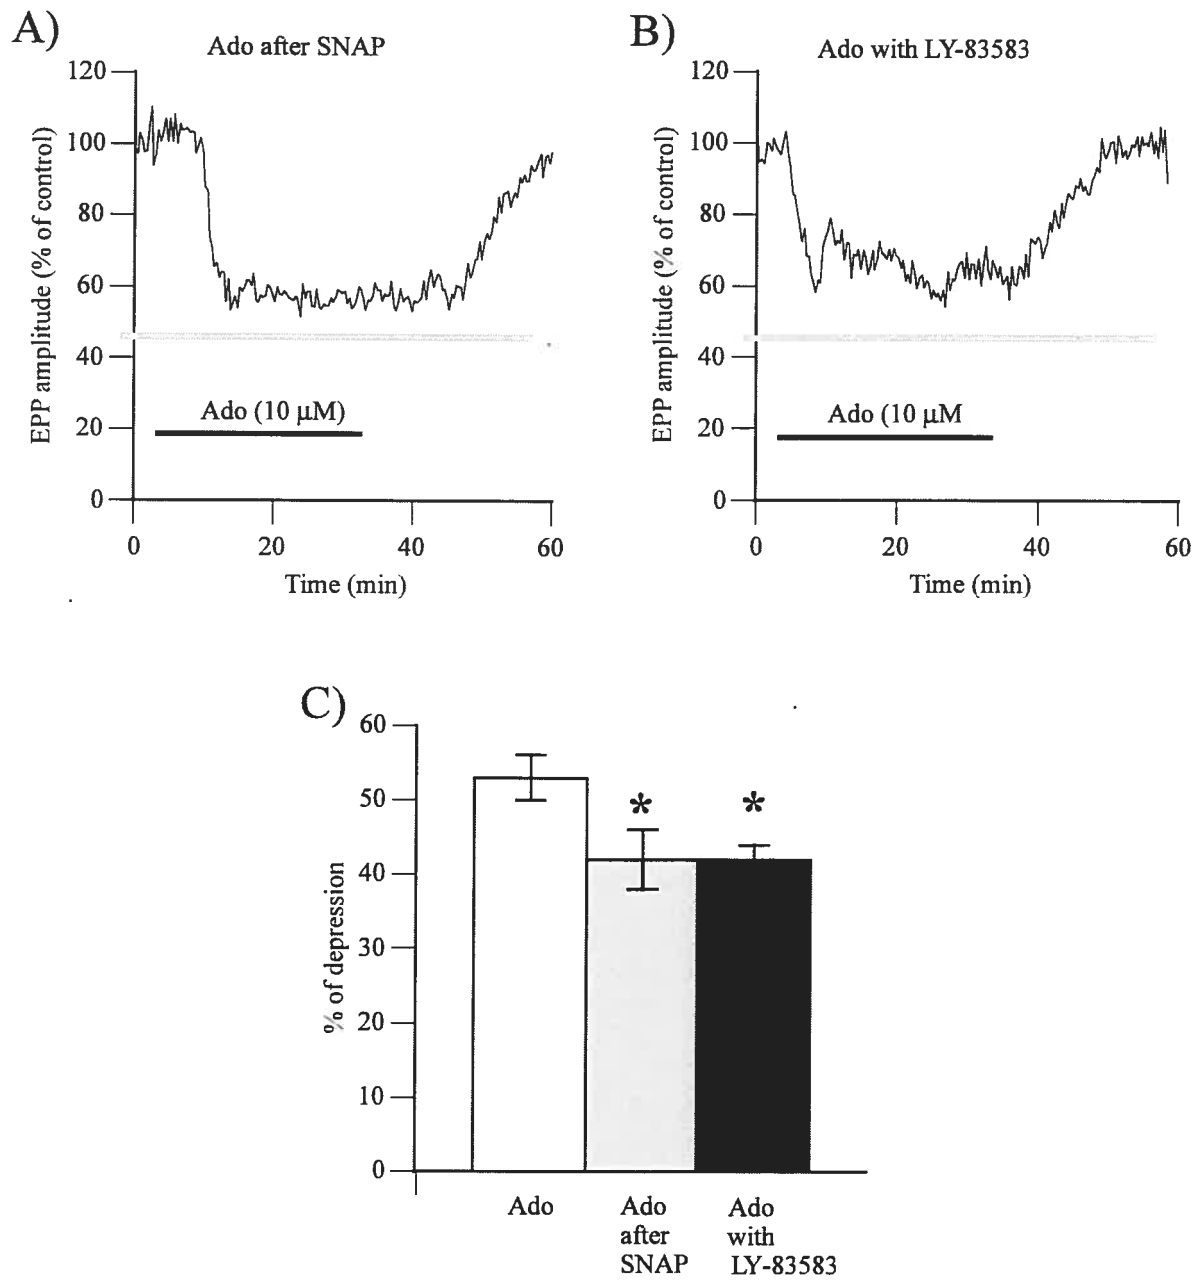 A)
Ado after SNAP
120
100
80
60
40
20
0
EPP amplitude (% of control)
Ado (10 μM)
0 20 40 60
Time (min)
B)
Ado with LY-83583
120
100
80
60
40
20
0
EPP amplitude (% of control)
Ado (10 μM
0 20 40 60
Time (min)
C)
60
50
40
30
20
10
0
% of depression
* *
Ado
Ado
after
SNAP
Ado
with
LY-83583